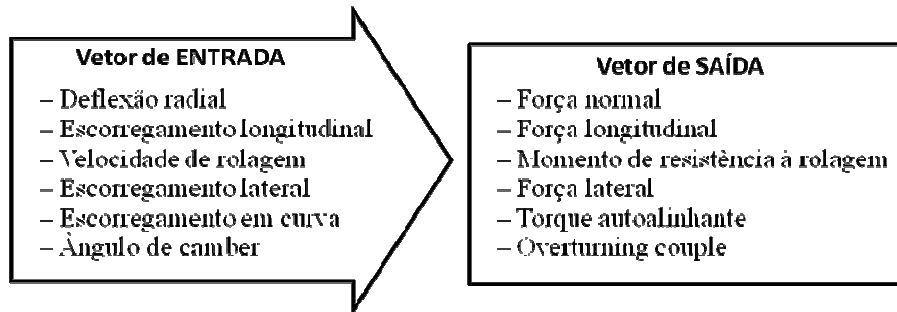 Vetor de ENTRADA
– Deflexão radial
– Escorregamento longitudinal
– Velocidade de rolagem
– Escorregamento lateral
– Escorregamento em curva
– Ângulo de camber
Vetor de SAÍDA
– Força normal
– Força longitudinal
– Momento de resistência à rolagem
– Força lateral
– Torque autoalinhante
– Overturning couple